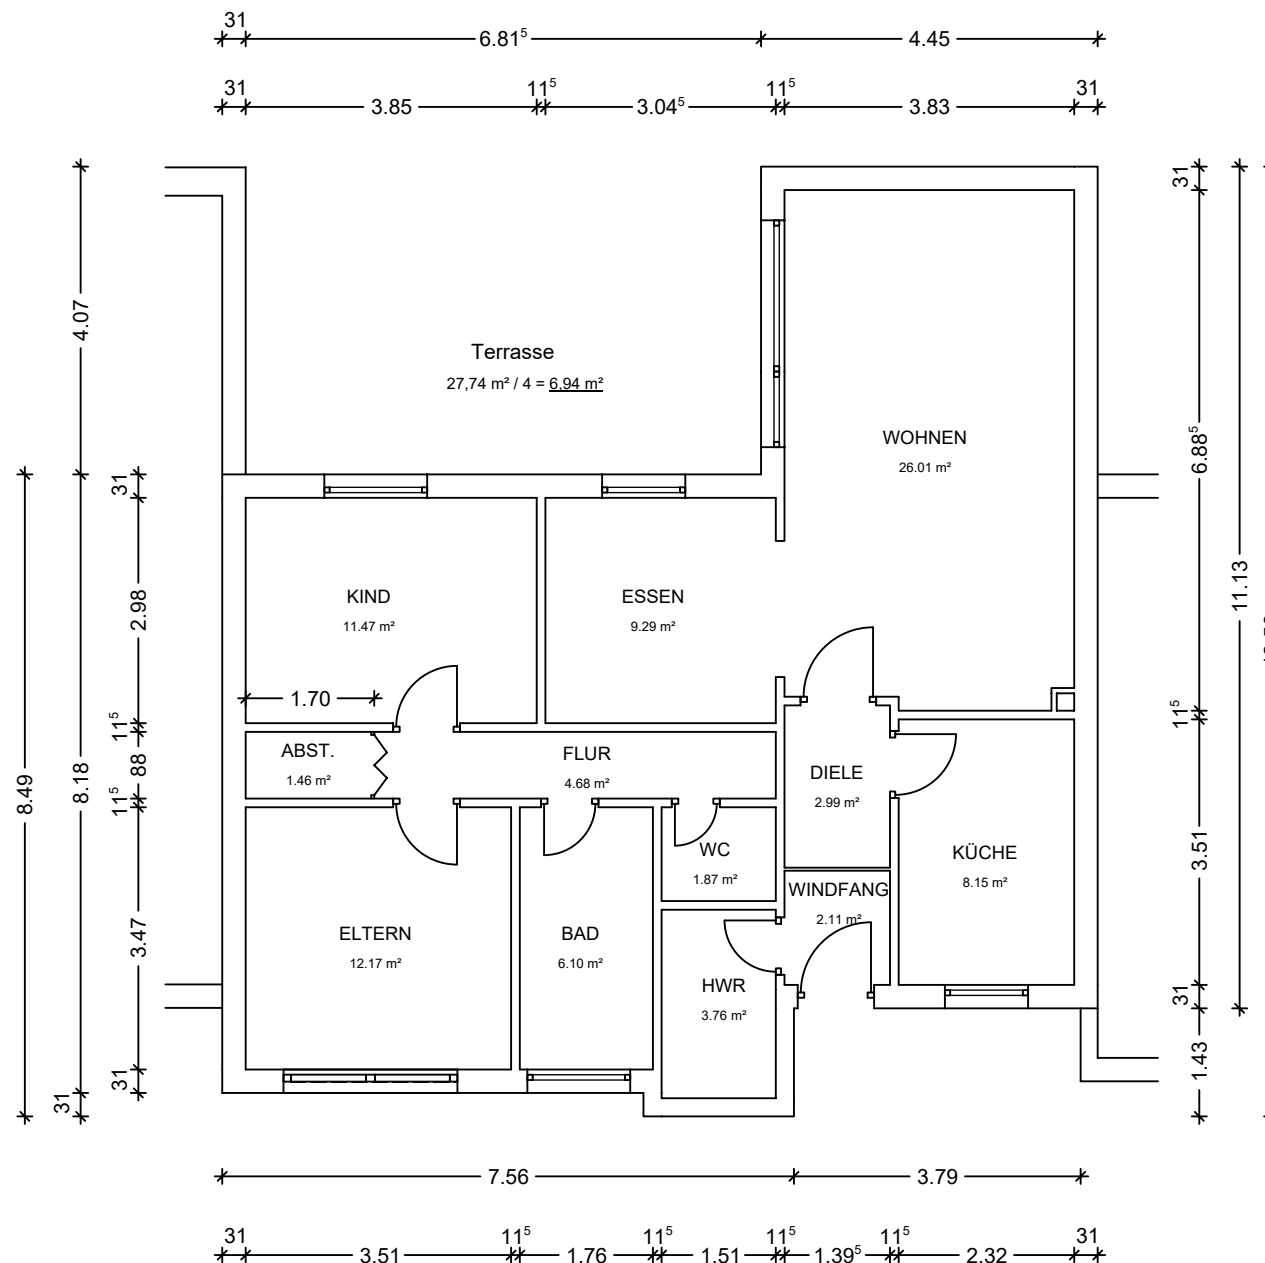 31
6.81⁵
4.45
31
3.85
11⁵
3.04⁵
11⁵
3.83
31
4.07
31
Terrasse
27,74 m² / 4 = 6,94 m²
WOHNEN
26.01 m²
6.88⁵
11.13
31
2.98
KIND
11.47 m²
ESSEN
9.29 m²
1.70
11⁵
11⁵
88
ABST.
1.46 m²
FLUR
4.68 m²
DIELE
2.99 m²
8.49
8.18
11⁵
WC
1.87 m²
WINDFANG
2.11 m²
KÜCHE
8.15 m²
3.51
3.47
ELTERN
12.17 m²
BAD
6.10 m²
HWR
3.76 m²
31
1.43
31
31
7.56
3.79
31
3.51
11⁵
1.76
11⁵
1.51
11⁵
1.39⁵
11⁵
2.32
31